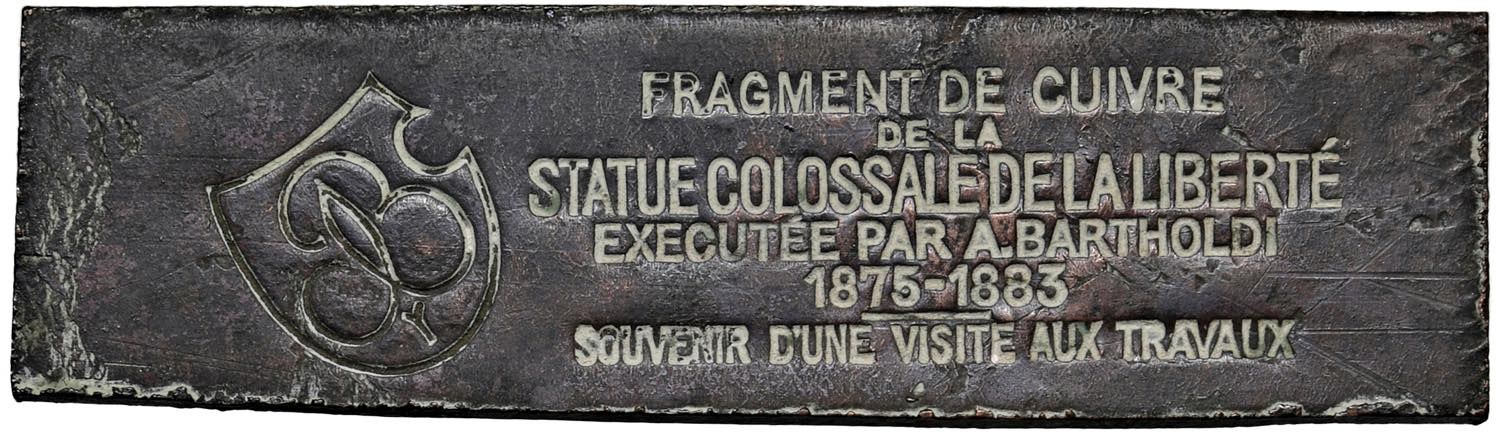 FRAGMENT DE CUIVRE
DE LA
STATUE COLOSSALE DE LA LIBERTÉ
EXECUTÉE PAR A.BARTHOLDI
1875-1883
SOUVENIR D'UNE VISITE AUX TRAVAUX